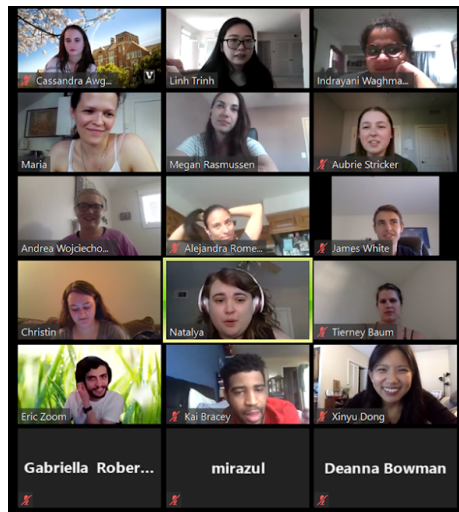 Cassandra Awg...
Linh Trinh
Indrayani Waghma...
Maria
Megan Rasmussen
Aubrie Stricker
Andrea Wojciecho...
Alejandra Rome...
James White
Christin
Natalya
Tierney Baum
Eric Zoom
Kai Bracey
Xinyu Dong
Gabriella Rober...
mirazul
Deanna Bowman